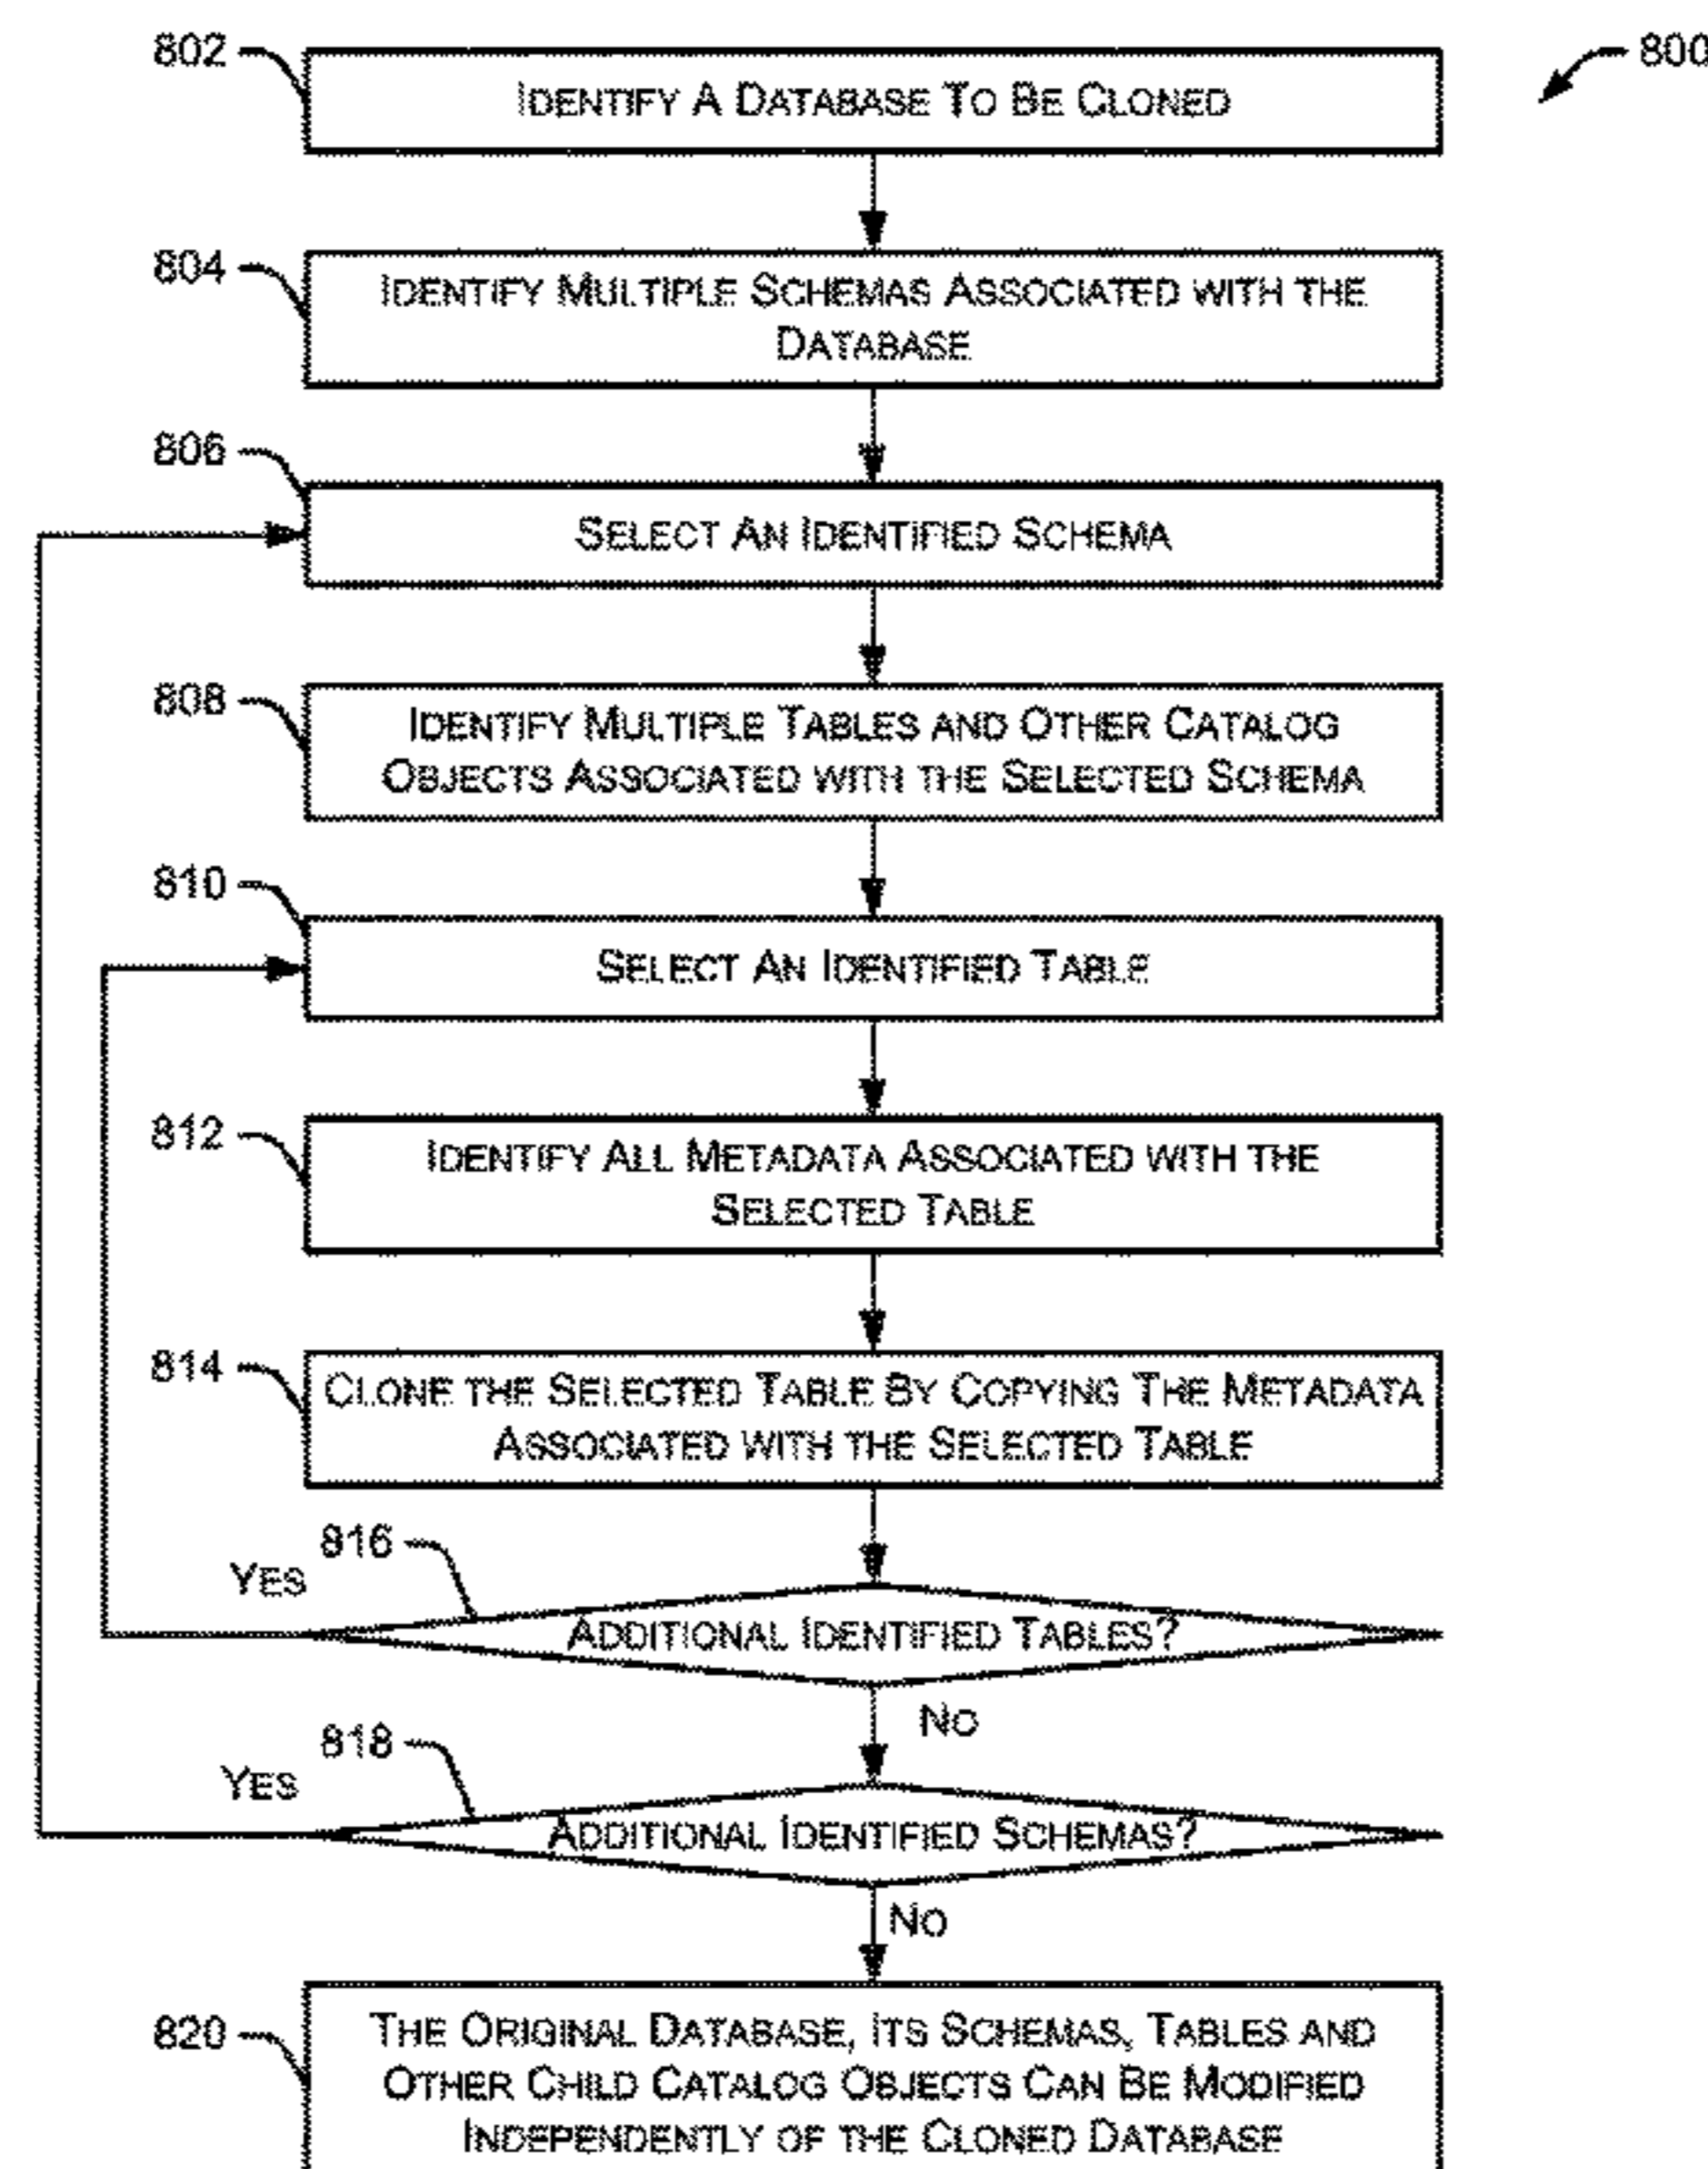 802
800
IDENTIFY A DATABASE TO BE CLONED
804
IDENTIFY MULTIPLE SCHEMAS ASSOCIATED WITH THE
DATABASE
806
SELECT AN IDENTIFIED SCHEMA
808
IDENTIFY MULTIPLE TABLES AND OTHER CATALOG
OBJECTS ASSOCIATED WITH THE SELECTED SCHEMA
810
SELECT AN IDENTIFIED TABLE
812
IDENTIFY ALL METADATA ASSOCIATED WITH THE
SELECTED TABLE
814
CLONE THE SELECTED TABLE BY COPYING THE METADATA
ASSOCIATED WITH THE SELECTED TABLE
816
YES
ADDITIONAL IDENTIFIED TABLES?
NO
818
YES
ADDITIONAL IDENTIFIED SCHEMAS?
NO
820
THE ORIGINAL DATABASE, ITS SCHEMAS, TABLES AND
OTHER CHILD CATALOG OBJECTS CAN BE MODIFIED
INDEPENDENTLY OF THE CLONED DATABASE